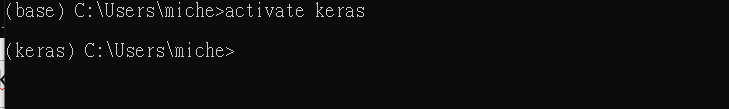 (base) C:\Users\miche>activate keras
(keras) C:\Users\miche>